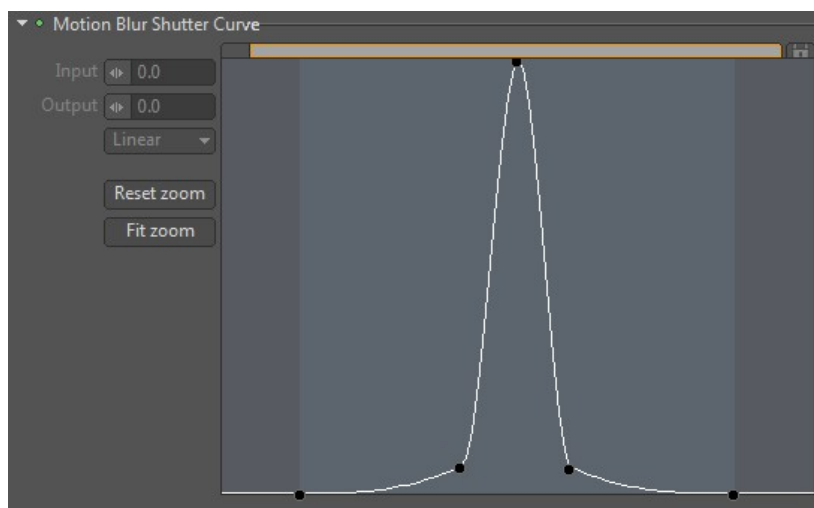 Motion Blur Shutter Curve
Input 0.0
Output 0.0
Linear
Reset zoom
Fit zoom